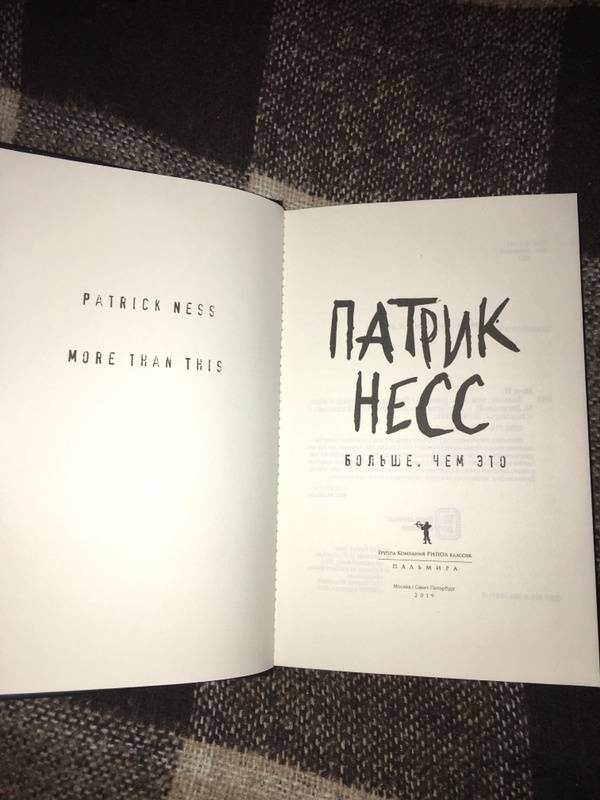 PATRICK NESS
MORE THAN THIS
ПАТРИК
НЕСС
БОЛЬШЕ, ЧЕМ ЭТО
Группа Компаний РИПОЛ классик
ПАЛЬМИРА
Москва | Санкт-Петербург
2019